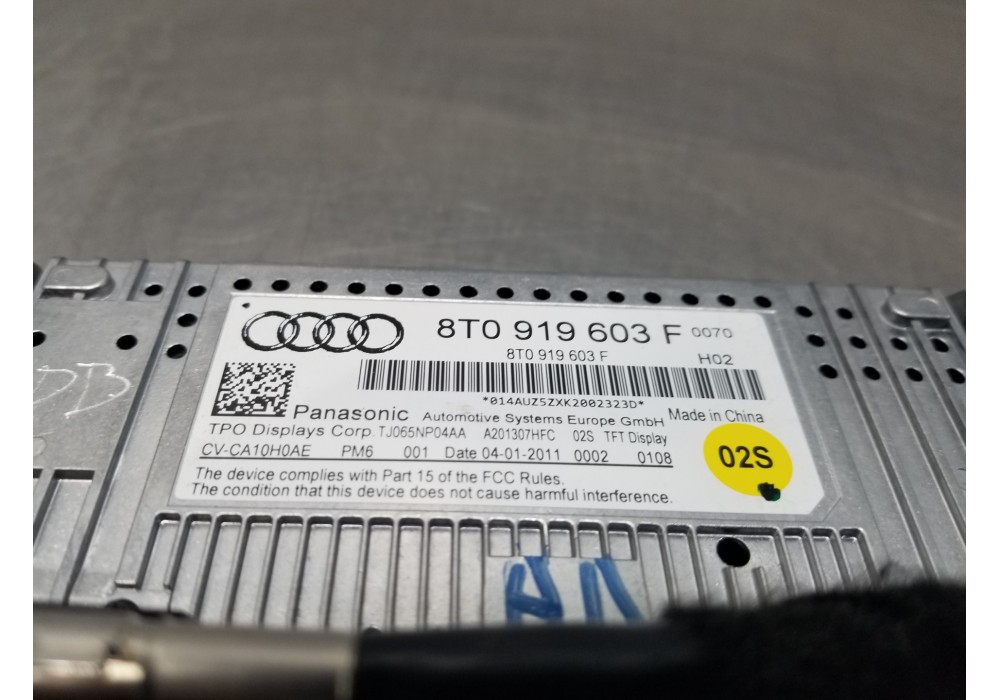 8T0 919 603 F 0070
8T0 919 603 F H02
*014AUZ5ZXK2002323D*
Panasonic Automotive Systems Europe GmbH Made in China
TPO Displays Corp. TJ065NP04AA A201307HFC 02S TFT Display
CV-CA10H0AE PM6 001 Date 04-01-2011 0002 0108
02S
The device complies with Part 15 of the FCC Rules.
The condition that this device does not cause harmful interference.